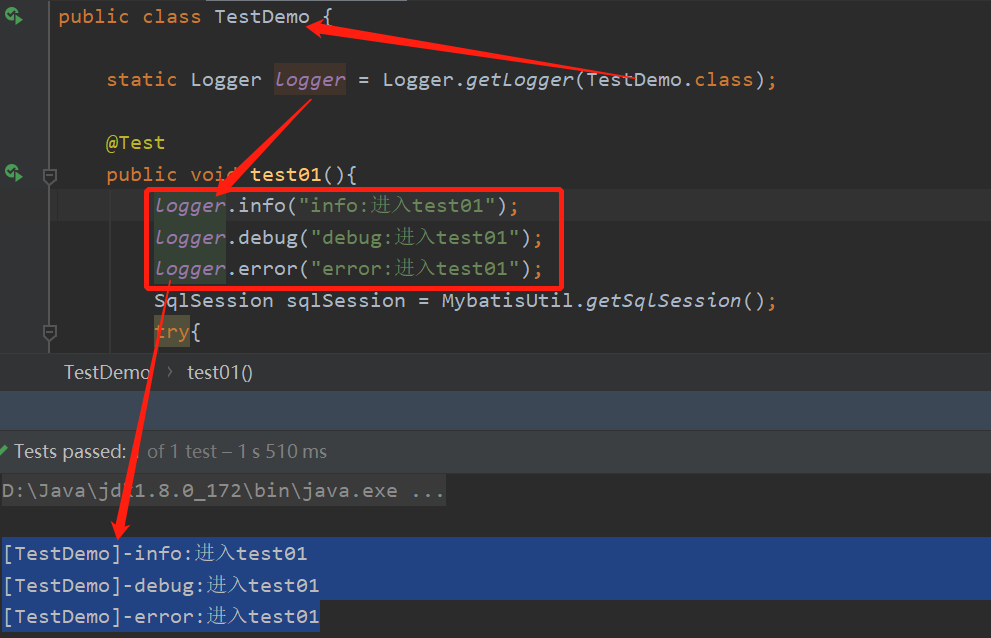 public class TestDemo {
static Logger logger = Logger.getLogger(TestDemo.class);
@Test
public void test01(){
logger.info("info:进入test01");
logger.debug("debug:进入test01");
logger.error("error:进入test01");
SqlSession sqlSession = MybatisUtil.getSqlSession();
try{
TestDemo › test01()
Tests passed: of 1 test – 1 s 510 ms
D:\Java\jdk1.8.0_172\bin\java.exe ...
[TestDemo]-info:进入test01
[TestDemo]-debug:进入test01
[TestDemo]-error:进入test01